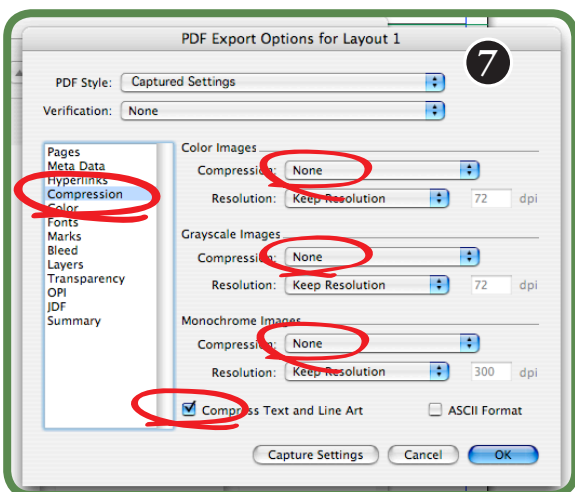 PDF Export Options for Layout 1
7
PDF Style: Captured Settings
Verification: None
Pages
Meta Data
Hyperlinks
Compression
Color
Fonts
Marks
Bleed
Layers
Transparency
OPI
JDF
Summary
Color Images
Compression: None
Resolution: Keep Resolution 72 dpi
Grayscale Images
Compression: None
Resolution: Keep Resolution 72 dpi
Monochrome Images
Compression: None
Resolution: Keep Resolution 300 dpi
Compress Text and Line Art ASCII Format
Capture Settings Cancel OK